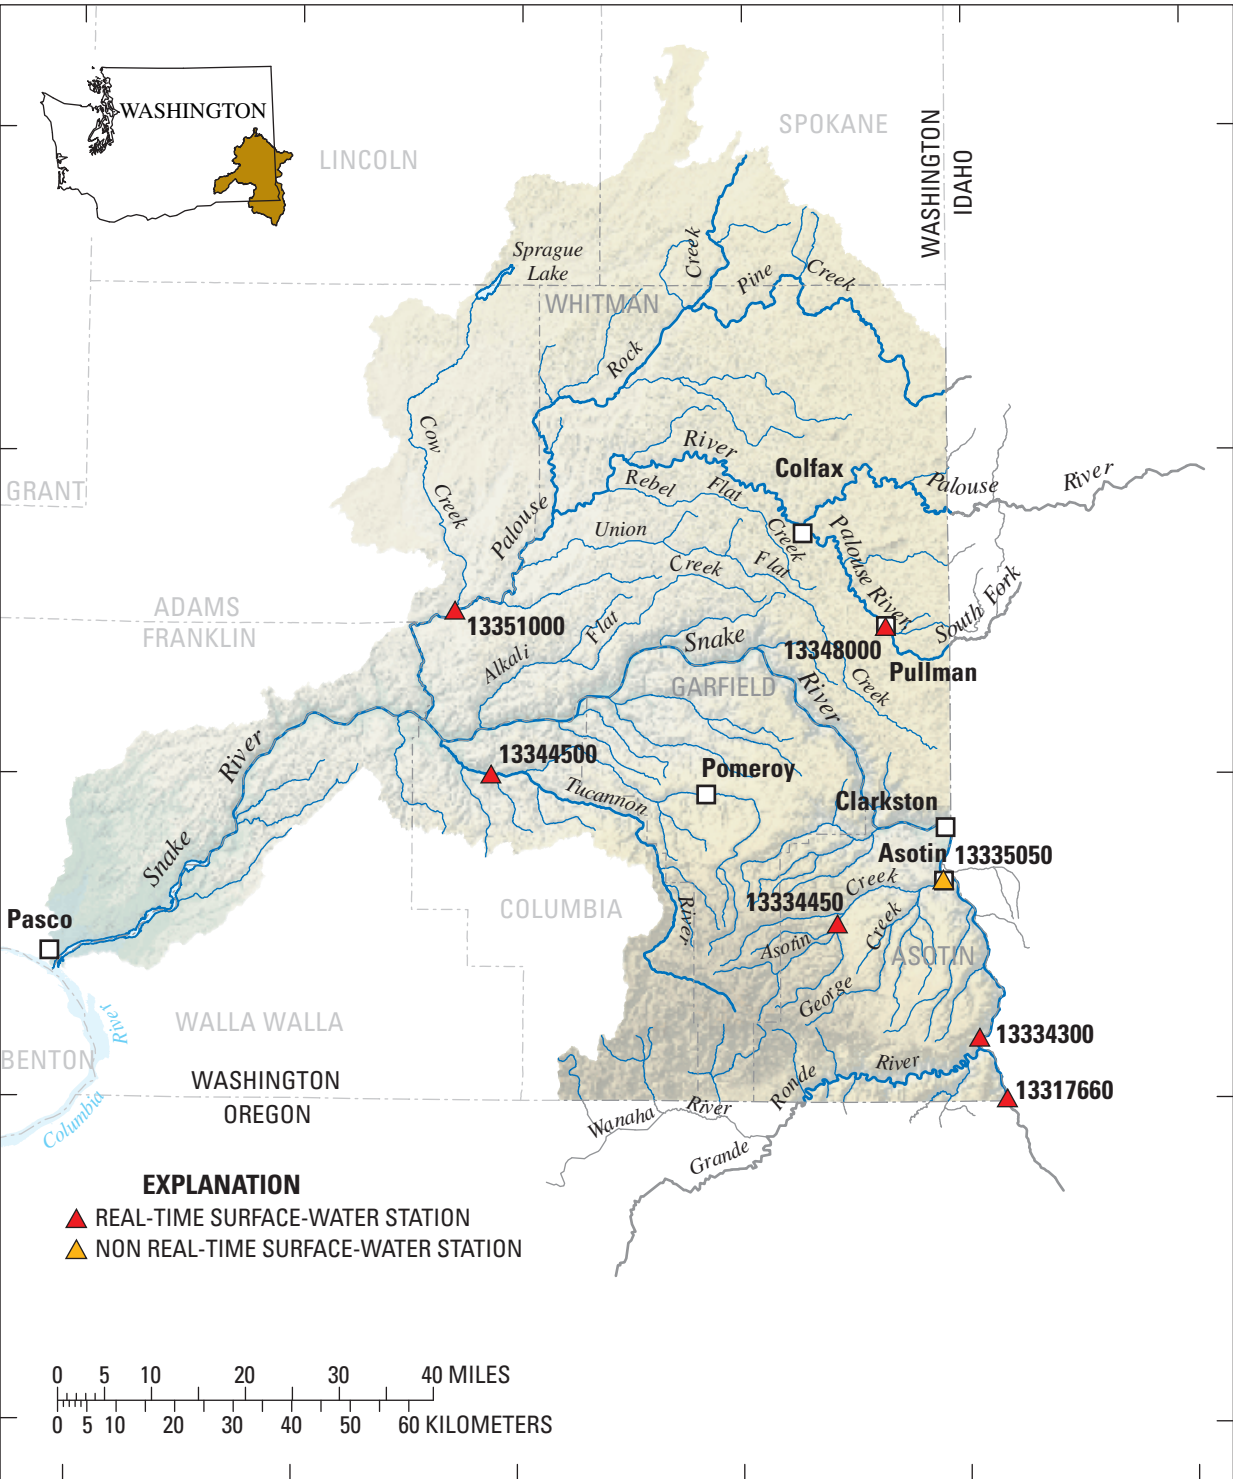 WASHINGTON
LINCOLN
SPOKANE
WASHINGTON
IDAHO
Sprague
Lake
Creek
Pine
Creek
WHITMAN
Rock
Cow
Creek
River
Colfax
GRANT
Rebel
Flat
Creek
Palouse
River
Palouse
Union
Flat
Creek
Palouse River
South Fork
ADAMS
FRANKLIN
13351000
Alkali
Flat
Snake
River
13348000
Pullman
GARFIELD
Creek
River
Snake
13344500
Pomeroy
Tucannon
River
Clarkston
Asotin
13335050
Creek
13334450
COLUMBIA
Asotin
Creek
George
ASOTIN
Pasco
River
Columbia
WALLA WALLA
BENTON
13334300
River
Ronde
Grande
13317660
WASHINGTON
OREGON
Wanaha
River
EXPLANATION
REAL-TIME SURFACE-WATER STATION
NON REAL-TIME SURFACE-WATER STATION
0 5 10 20 30 40 MILES
0 5 10 20 30 40 50 60 KILOMETERS